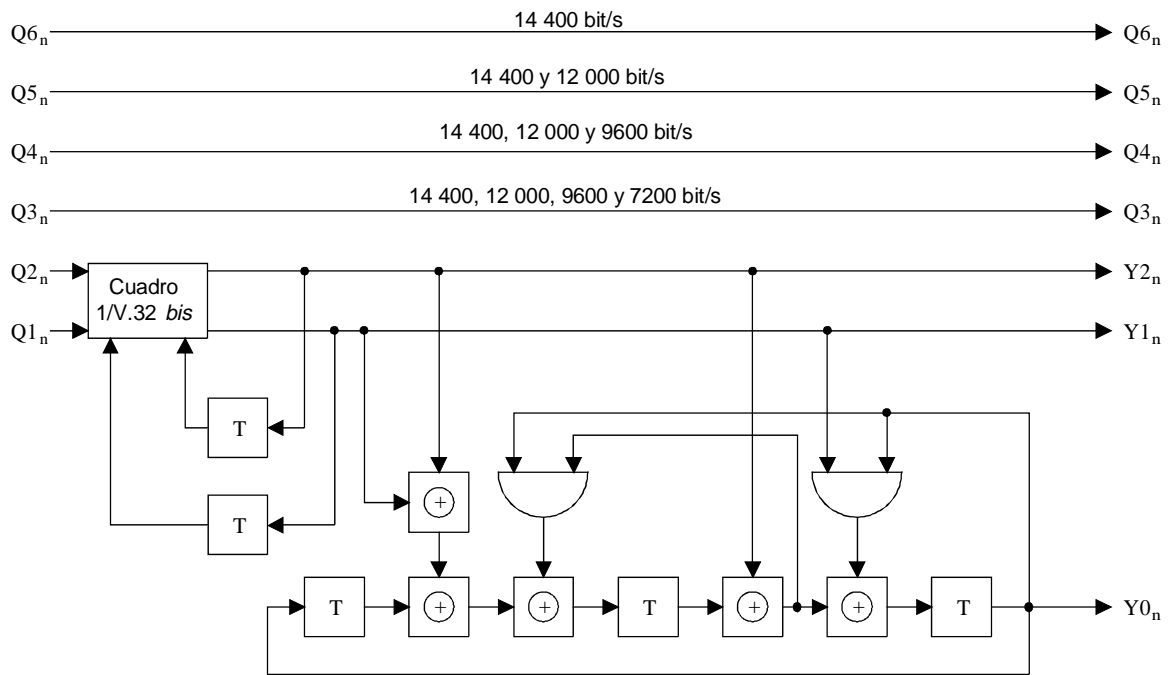 14 400 bit/s
Q6n Q6n
14 400 y 12 000 bit/s
Q5n Q5n
14 400, 12 000 y 9600 bit/s
Q4n Q4n
14 400, 12 000, 9600 y 7200 bit/s
Q3n Q3n
Q2n Y2n
Cuadro
1/V.32 bis
Q1n Y1n
T
+
T
T + + T + + T Y0n